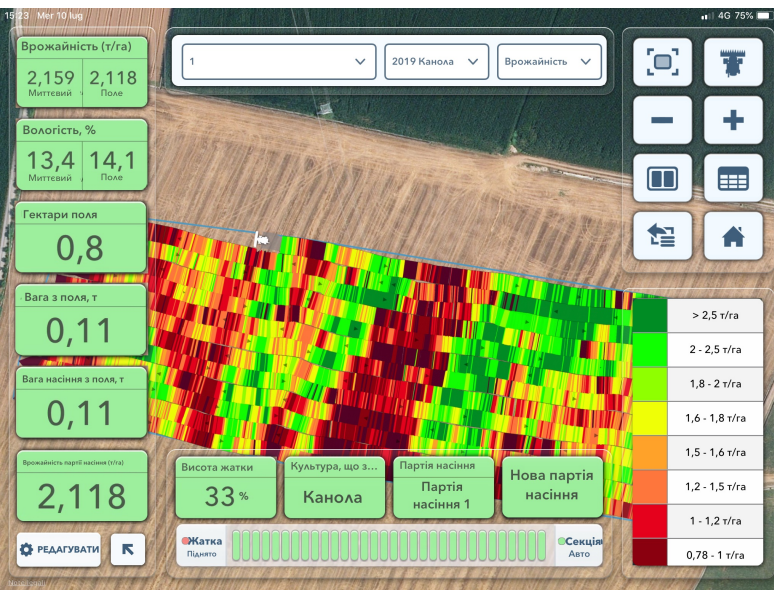 15:23 Mer 10 lug
4G 75%
Врожайність (т/га)
2,159 2,118
Миттєвий Поле
Вологість, %
13,4 14,1
Миттєвий Поле
Гектари поля
0,8
Вага з поля, т
0,11
Вага насіння з поля, т
0,11
Врожайність партії насіння (т/га)
2,118
РЕДАГУВАТИ
1
2019 Канола
Врожайність
> 2,5 т/га
2 - 2,5 т/га
1,8 - 2 т/га
1,6 - 1,8 т/га
1,5 - 1,6 т/га
1,2 - 1,5 т/га
1 - 1,2 т/га
0,78 - 1 т/га
Висота жатки
33 %
Культура, що з...
Канола
Партія насіння
Партія
насіння 1
Нова партія
насіння
Жатка
Піднято
Секція
Авто